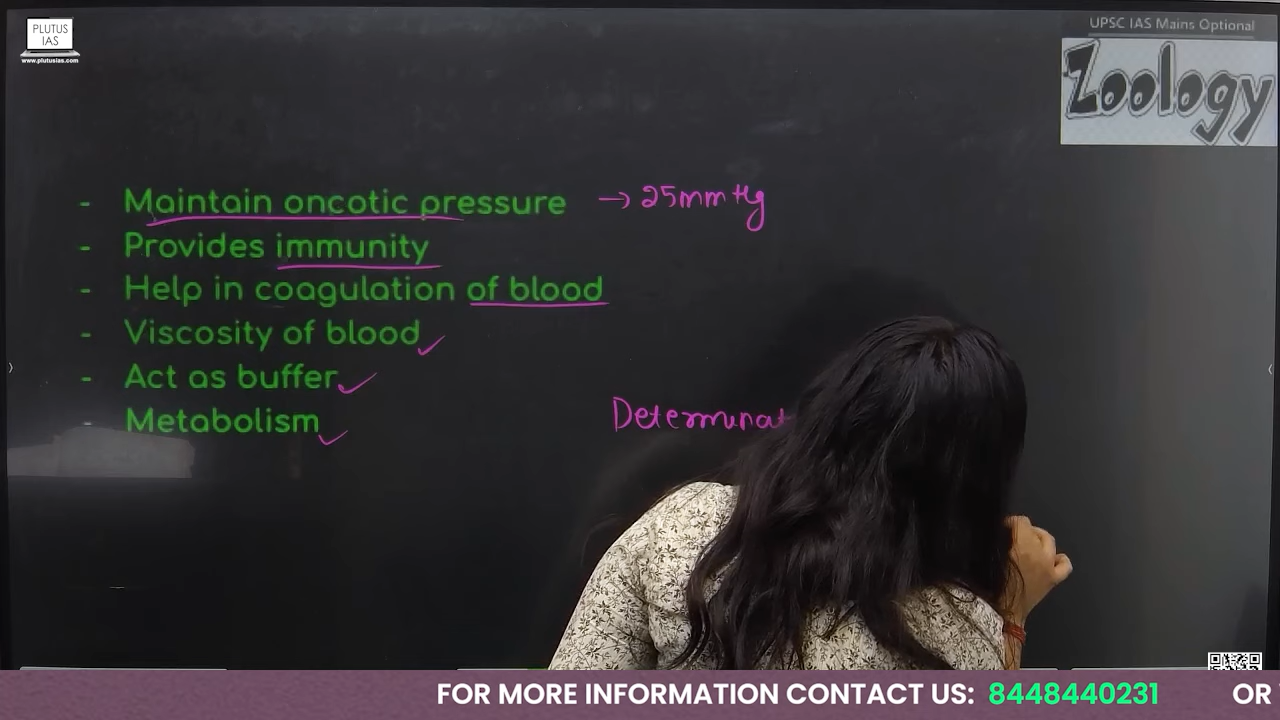 PLUTUS
IAS
www.plutusias.com
UPSC IAS Mains Optional
Zoology
- Maintain oncotic pressure → 25mmHg
- Provides immunity
- Help in coagulation of blood
- Viscosity of blood ✓
- Act as buffer ✓
- Metabolism ✓
Determinat
FOR MORE INFORMATION CONTACT US: 8448440231 OR